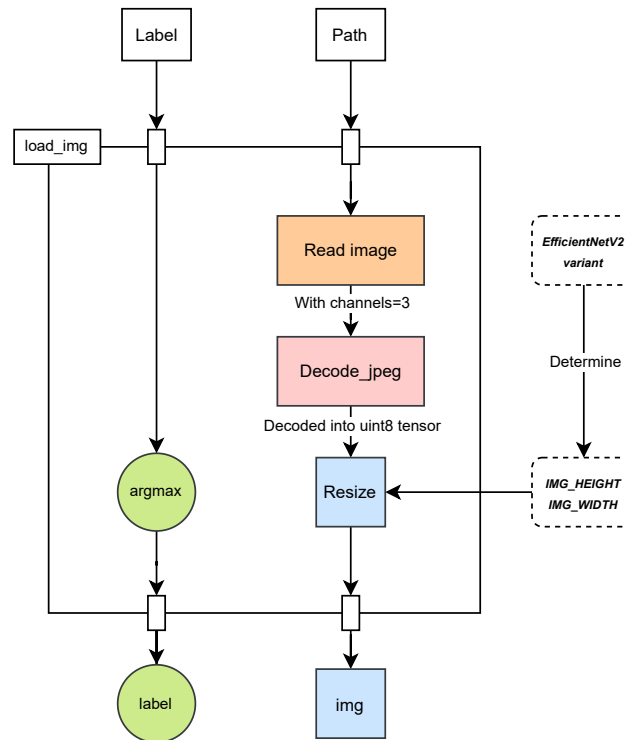 Label
Path
load_img
Read image
EfficientNetV2
variant
With channels=3
Determine
Decode_jpeg
Decoded into uint8 tensor
argmax
Resize
IMG_HEIGHT
IMG_WIDTH
label
img